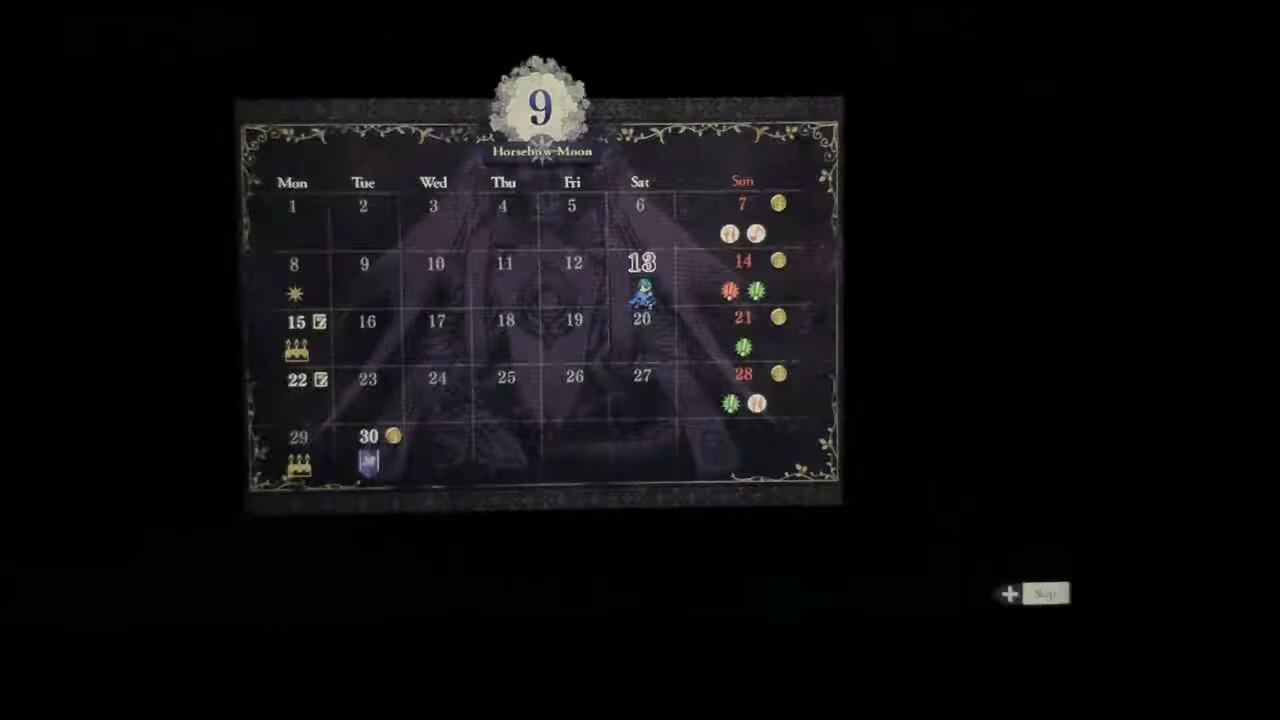 9
Horsebow Moon
Mon Tue Wed Thu Fri Sat Sun
1 2 3 4 5 6 7
8 9 10 11 12 13 14
15 16 17 18 19 20 21
22 23 24 25 26 27 28
29 30
Skip